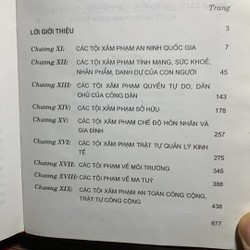 Trang
LỜI GIỚI THIỆU 3
Chương XI: CÁC TỘI XÂM PHẠM AN NINH QUỐC GIA 7
Chương XII: CÁC TỘI XÂM PHẠM TÍNH MẠNG, SỨC KHOẺ,
NHÂN PHẨM, DANH DỰ CỦA CON NGƯỜI 45
Chương XIII: CÁC TỘI XÂM PHẠM QUYỀN TỰ DO, DÂN
CHỦ CỦA CÔNG DÂN 143
Chương XIV: CÁC TỘI XÂM PHẠM SỞ HỮU 176
Chương XV: CÁC TỘI XÂM PHẠM CHẾ ĐỘ HÔN NHÂN VÀ
GIA ĐÌNH 257
Chương XVI: CÁC TỘI XÂM PHẠM TRẬT TỰ QUẢN LÝ KINH
TẾ
Chương XVII: CÁC TỘI PHẠM VỀ MÔI TRƯỜNG 345
Chương XVIII: CÁC TỘI PHẠM VỀ MA TUÝ 388
Chương XIX: CÁC TỘI XÂM PHẠM AN TOÀN CÔNG CỘNG, 438
TRẬT TỰ CÔNG CỘNG
677